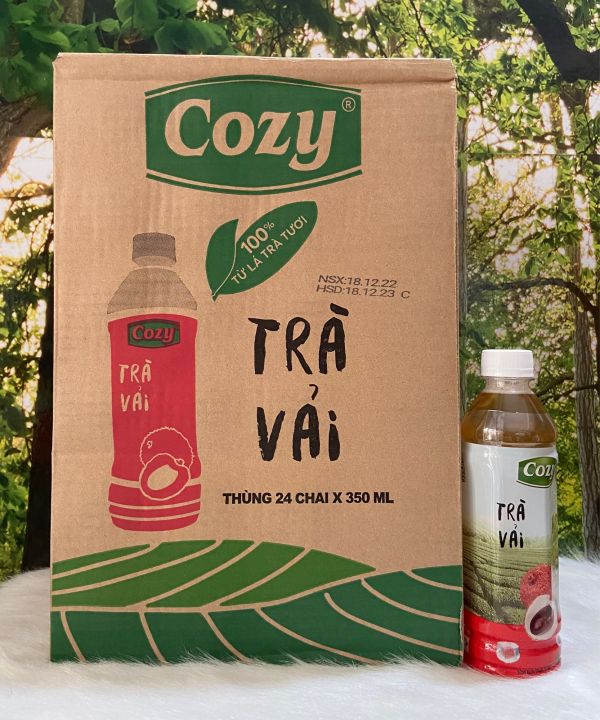 Cozy®
100%
TỪ LÁ TRÀ TƯƠI
NSX:18.12.22
HSD:18.12.23 C
Cozy
TRÀ
VẢi
TRÀ
VẢi
THÙNG 24 CHAI X 350 ML
Cozy
TRÀ
VẢi